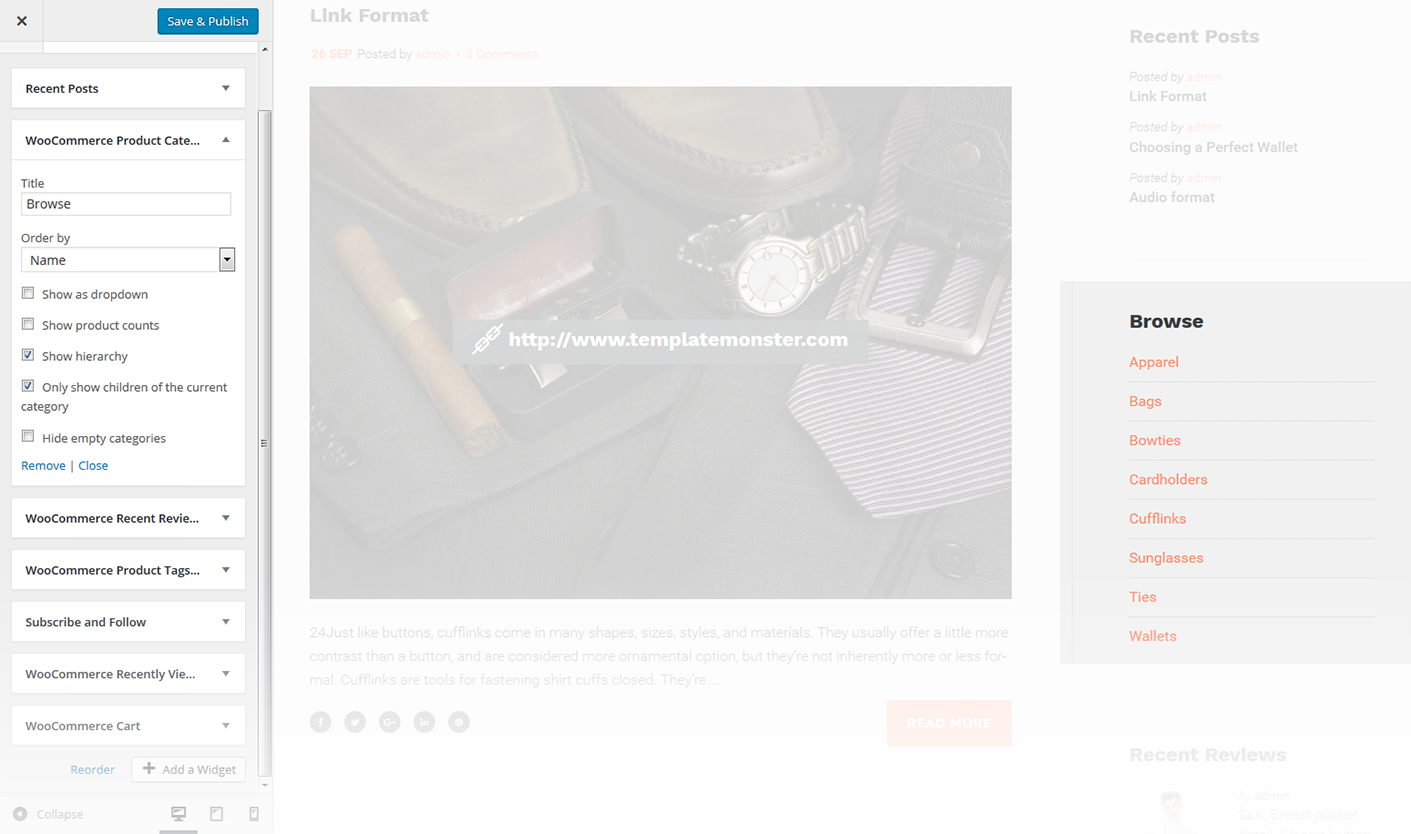 Save & Publish
Recent Posts
WooCommerce Product Cate...
Title
Browse
Order by
Name
Show as dropdown
Show product counts
Show hierarchy
Only show children of the current
category
Hide empty categories
Remove | Close
WooCommerce Recent Revie...
WooCommerce Product Tags...
Subscribe and Follow
WooCommerce Recently Vie...
WooCommerce Cart
Reorder
Add a Widget
Collapse
Link Format
26 SEP Posted by admin · 3 Comments
http://www.templatemonster.com
24Just like buttons, cufflinks come in many shapes, sizes, styles, and materials. They usually offer a little more
contrast than a button, and are considered more ornamental option, but they're not inherently more or less for-
mal. Cufflinks are tools for fastening shirt cuffs closed. They're…
READ MORE
Recent Posts
Posted by admin
Link Format
Posted by admin
Choosing a Perfect Wallet
Posted by admin
Audio format
Browse
Apparel
Bags
Bowties
Cardholders
Cufflinks
Sunglasses
Ties
Wallets
Recent Reviews
by admin
Suit. Breast pocket